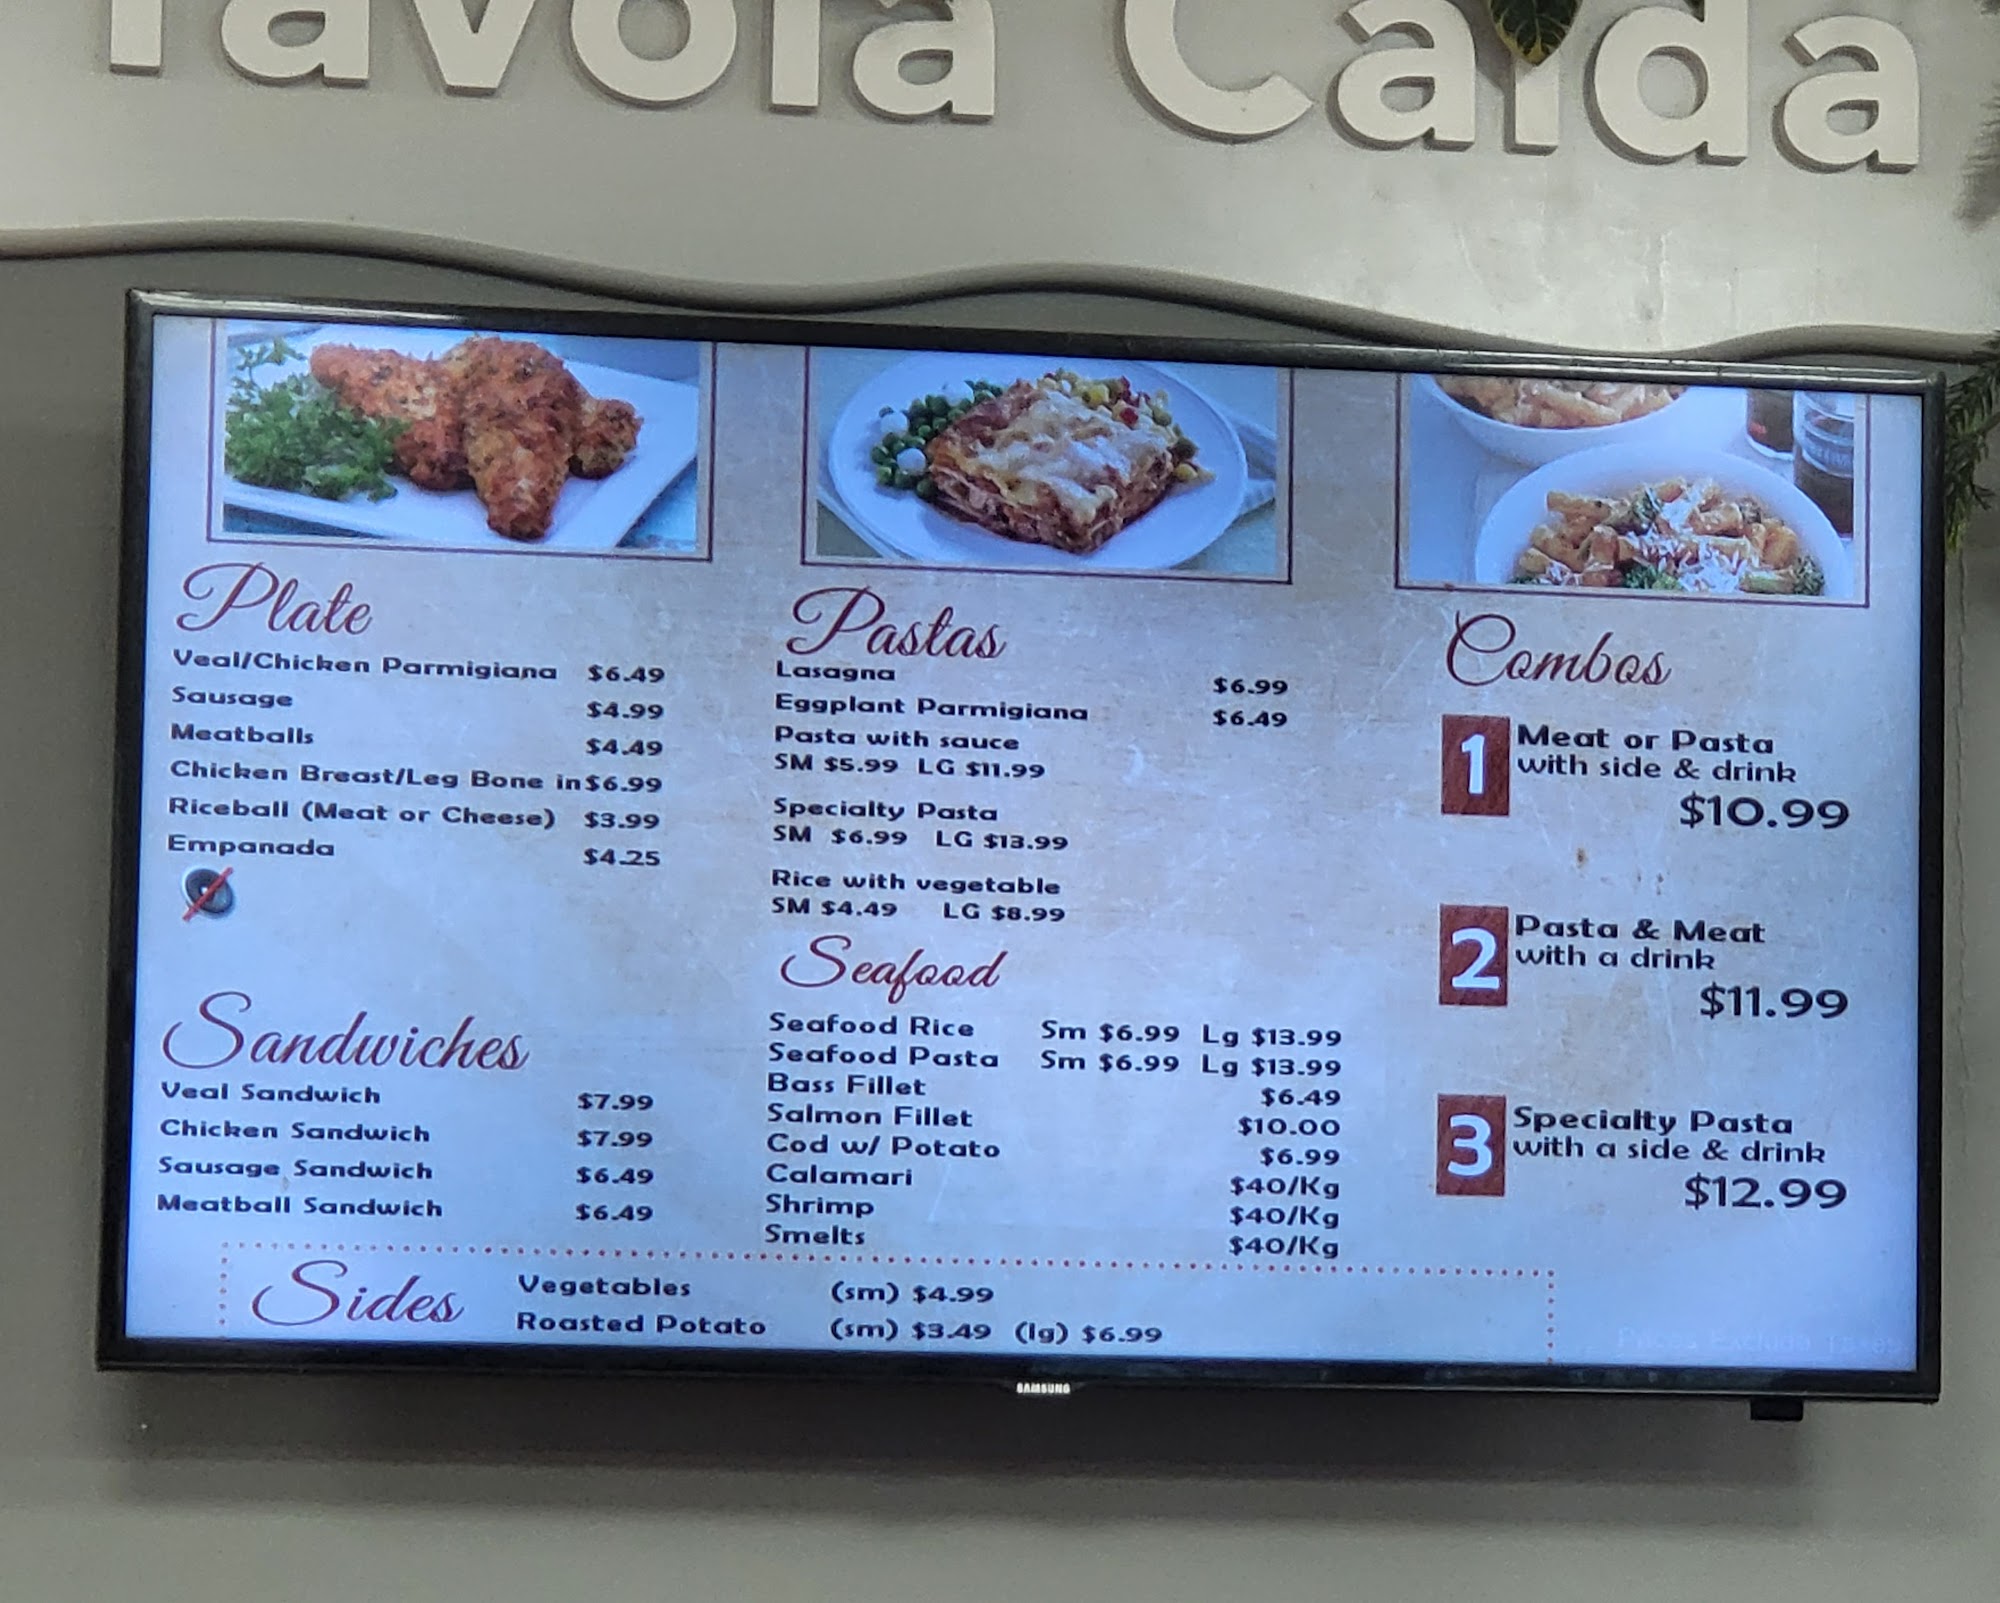 Tavola Calda
Plate
Veal/Chicken Parmigiana $6.49
Sausage $4.99
Meatballs $4.49
Chicken Breast/Leg Bone in $6.99
Riceball (Meat or Cheese) $3.99
Empanada $4.25
Sandwiches
Veal Sandwich $7.99
Chicken Sandwich $7.99
Sausage Sandwich $6.49
Meatball Sandwich $6.49
Pastas
Lasagna $6.99
Eggplant Parmigiana $6.49
Pasta with sauce
SM $5.99 LG $11.99
Specialty Pasta
SM $6.99 LG $13.99
Rice with vegetable
SM $4.49 LG $8.99
Seafood
Seafood Rice Sm $6.99 Lg $13.99
Seafood Pasta Sm $6.99 Lg $13.99
Bass Fillet $6.49
Salmon Fillet $10.00
Cod w/ Potato $6.99
Calamari $40/Kg
Shrimp $40/Kg
Smelts $40/Kg
Combos
1 Meat or Pasta
with side & drink
$10.99
2 Pasta & Meat
with a drink
$11.99
3 Specialty Pasta
with a side & drink
$12.99
Sides
Vegetables (sm) $4.99
Roasted Potato (sm) $3.49 (lg) $6.99
SAMSUNG